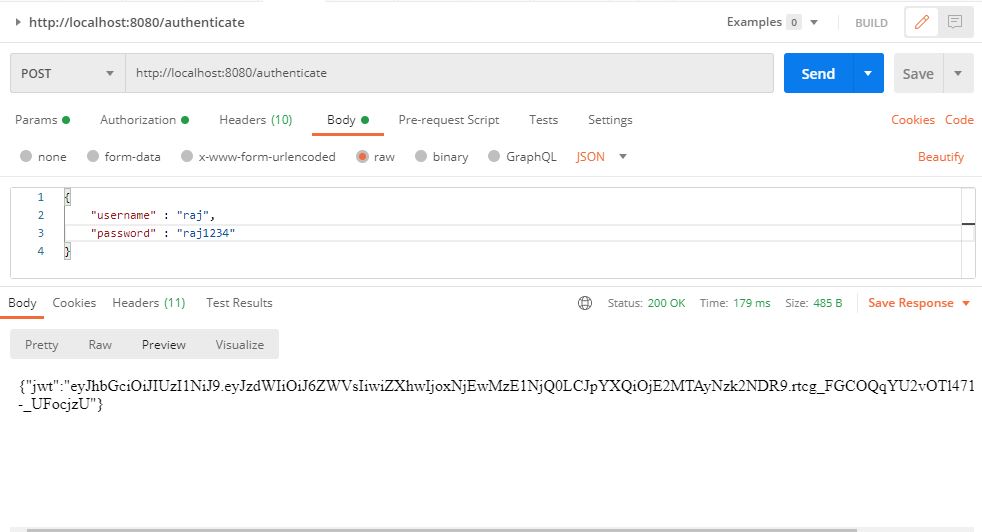 http://localhost:8080/authenticate Examples 0 BUILD
POST http://localhost:8080/authenticate Send Save
Params Authorization Headers (10) Body Pre-request Script Tests Settings Cookies Code
none form-data x-www-form-urlencoded raw binary GraphQL JSON Beautify
1 {
2 "username" : "raj",
3 "password" : "raj1234"
4 }
Body Cookies Headers (11) Test Results Status: 200 OK Time: 179 ms Size: 485 B Save Response
Pretty Raw Preview Visualize
{"jwt":"eyJhbGciOiJIUzI1NiJ9.eyJzdWIiOiJ6ZWVsIiwiZXhwIjoxNjEwMzE1NjQ0LCJpYXQiOjE2MTAyNzk2NDR9.rtcg_FGCOQqYU2vOTl471
-_UFocjzU"}